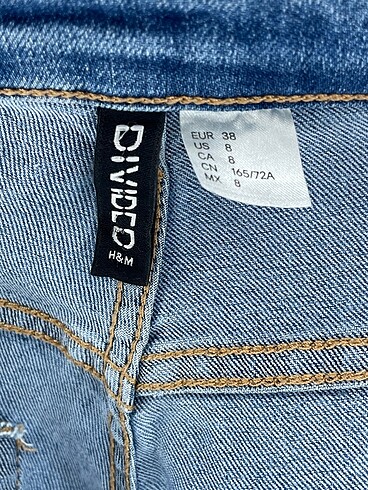 DIVIDED
H&M
EUR 38
US 8
CA 8
CN 165/72A
MX 8